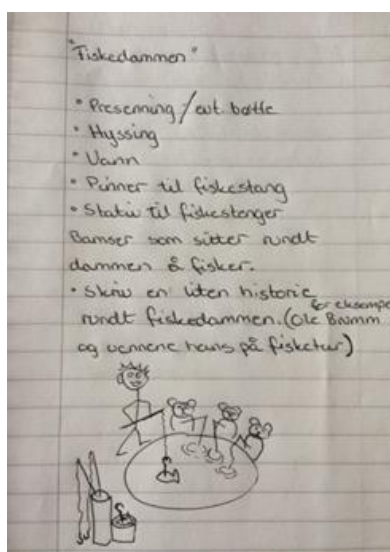 "Fiskedammen"
• Presenning / evt. bøtte
• Hyssing
• Vann
• Pinner til fiskestang
• Stativ til fiskestenger
Bamser som sitter rundt
dammen å fisker.
• Skriv en liten historie
rundt fiskedammen. (for eksempel Ole Brumm
og vennene hans på fisketur)